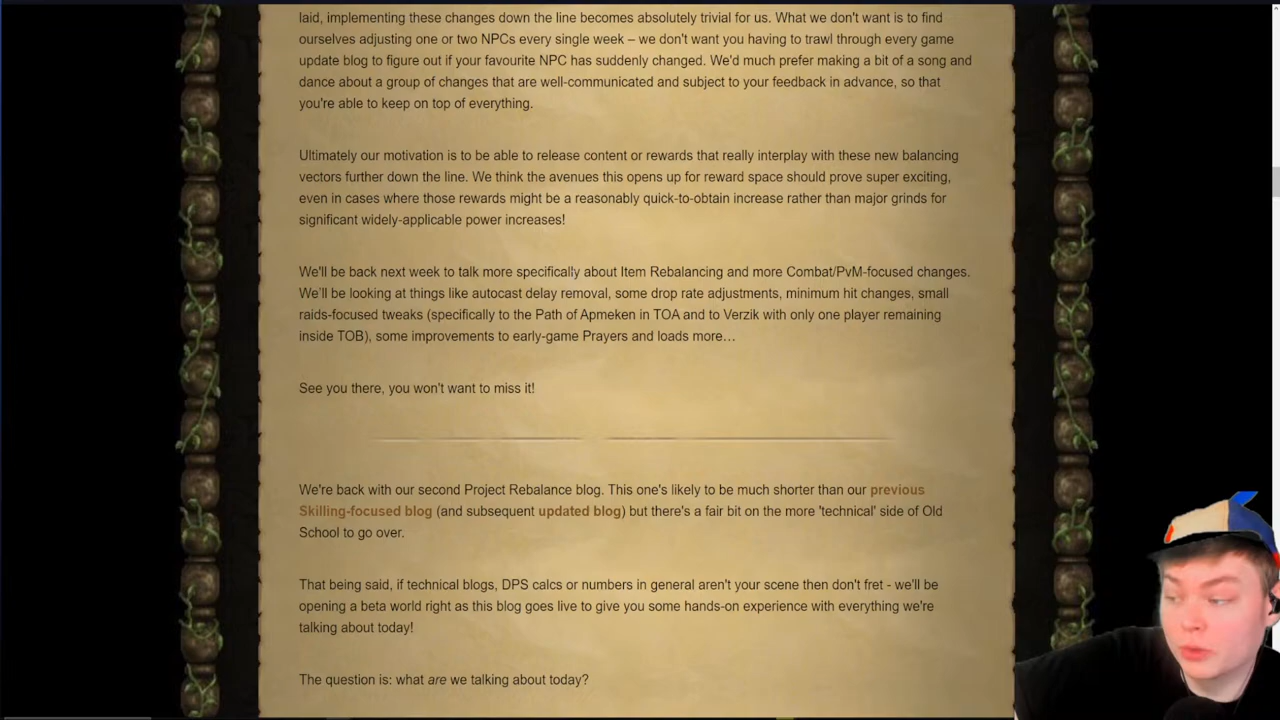 laid, implementing these changes down the line becomes absolutely trivial for us. What we don't want is to find
ourselves adjusting one or two NPCs every single week – we don't want you having to trawl through every game
update blog to figure out if your favourite NPC has suddenly changed. We'd much prefer making a bit of a song and
dance about a group of changes that are well-communicated and subject to your feedback in advance, so that
you're able to keep on top of everything.
Ultimately our motivation is to be able to release content or rewards that really interplay with these new balancing
vectors further down the line. We think the avenues this opens up for reward space should prove super exciting,
even in cases where those rewards might be a reasonably quick-to-obtain increase rather than major grinds for
significant widely-applicable power increases!
We'll be back next week to talk more specifically about Item Rebalancing and more Combat/PvM-focused changes.
We'll be looking at things like autocast delay removal, some drop rate adjustments, minimum hit changes, small
raids-focused tweaks (specifically to the Path of Apmeken in TOA and to Verzik with only one player remaining
inside TOB), some improvements to early-game Prayers and loads more…
See you there, you won't want to miss it!
We're back with our second Project Rebalance blog. This one's likely to be much shorter than our previous
Skilling-focused blog (and subsequent updated blog) but there's a fair bit on the more 'technical' side of Old
School to go over.
That being said, if technical blogs, DPS calcs or numbers in general aren't your scene then don't fret - we'll be
opening a beta world right as this blog goes live to give you some hands-on experience with everything we're
talking about today!
The question is: what are we talking about today?